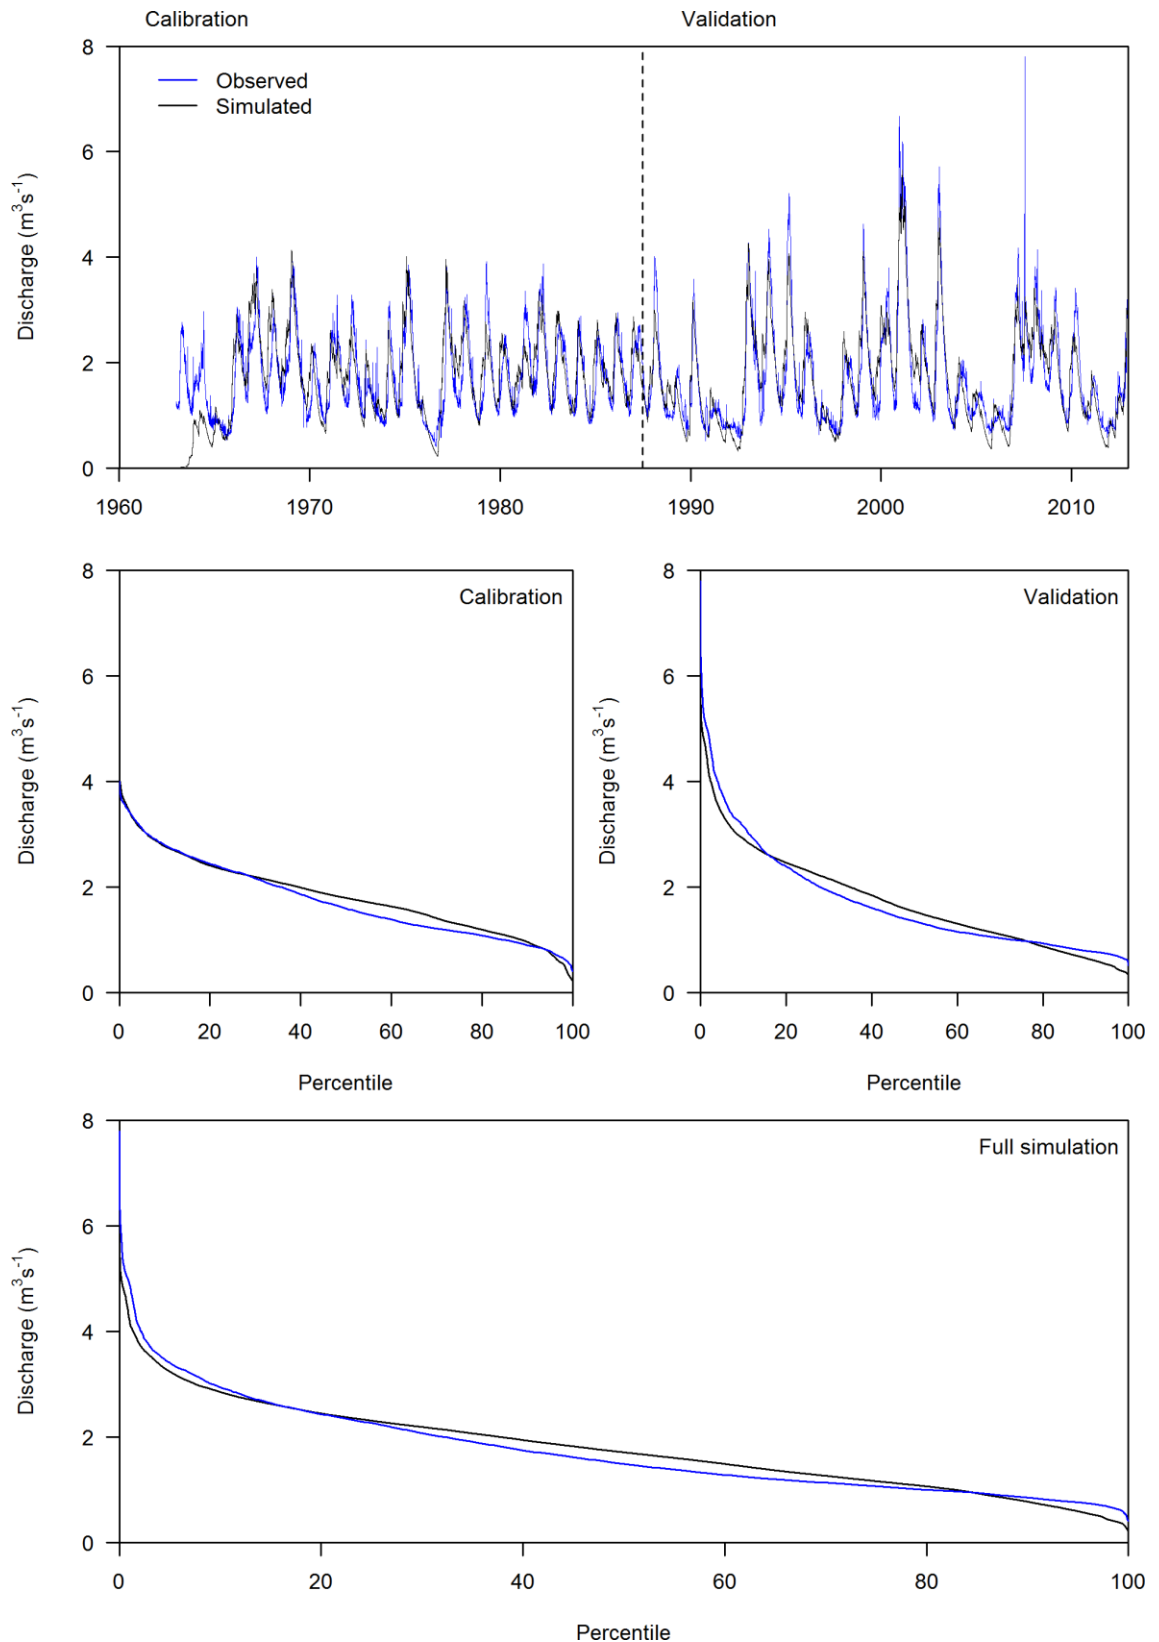 Calibration Validation
8
6
4
2
0
Discharge (m³s⁻¹)
Observed
Simulated
1960 1970 1980 1990 2000 2010
8
6
4
2
0
Discharge (m³s⁻¹)
Calibration
0 20 40 60 80 100
Percentile
8
6
4
2
0
Discharge (m³s⁻¹)
Validation
0 20 40 60 80 100
Percentile
8
6
4
2
0
Discharge (m³s⁻¹)
Full simulation
0 20 40 60 80 100
Percentile